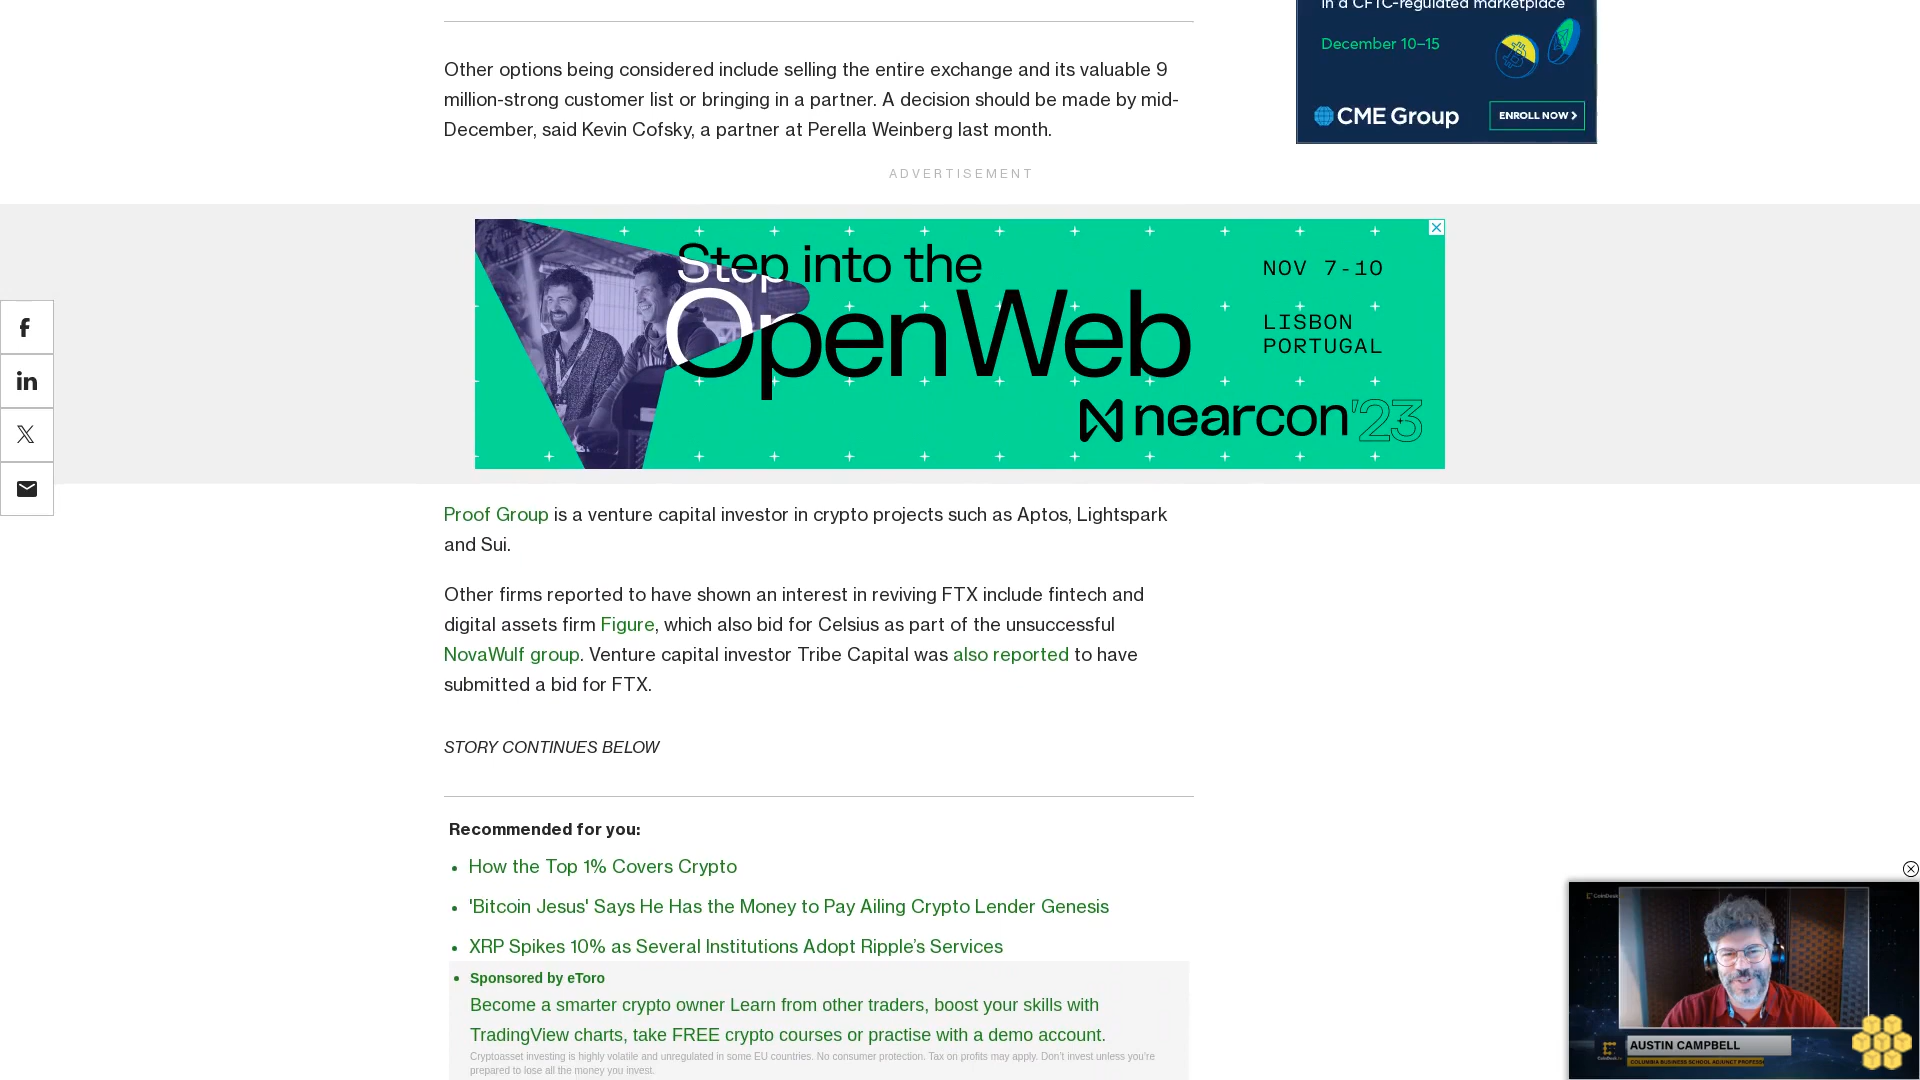 in a CFTC-regulated marketplace
December 10–15
CME Group
ENROLL NOW
Other options being considered include selling the entire exchange and its valuable 9
million-strong customer list or bringing in a partner. A decision should be made by mid-
December, said Kevin Cofsky, a partner at Perella Weinberg last month.
ADVERTISEMENT
Step into the
Open Web
NOV 7-10
LISBON
PORTUGAL
nearcon'23
Proof Group is a venture capital investor in crypto projects such as Aptos, Lightspark
and Sui.
Other firms reported to have shown an interest in reviving FTX include fintech and
digital assets firm Figure, which also bid for Celsius as part of the unsuccessful
NovaWulf group. Venture capital investor Tribe Capital was also reported to have
submitted a bid for FTX.
STORY CONTINUES BELOW
Recommended for you:
• How the Top 1% Covers Crypto
• 'Bitcoin Jesus' Says He Has the Money to Pay Ailing Crypto Lender Genesis
• XRP Spikes 10% as Several Institutions Adopt Ripple’s Services
• Sponsored by eToro
Become a smarter crypto owner Learn from other traders, boost your skills with
TradingView charts, take FREE crypto courses or practise with a demo account.
Cryptoasset investing is highly volatile and unregulated in some EU countries. No consumer protection. Tax on profits may apply. Don’t invest unless you’re
prepared to lose all the money you invest.
CoinDesk
AUSTIN CAMPBELL
COLUMBIA BUSINESS SCHOOL ADJUNCT